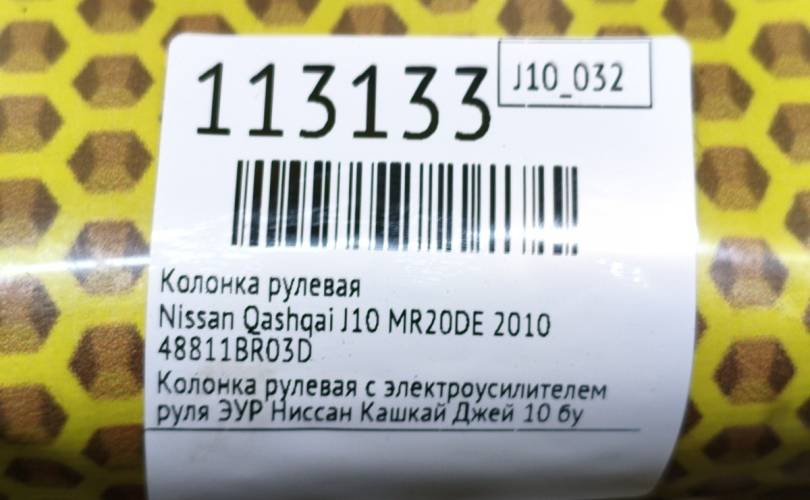 113133
J10_032
Колонка рулевая
Nissan Qashqai J10 MR20DE 2010
48811BR03D
Колонка рулевая с электроусилителем
руля ЭУР Ниссан Кашкай Джей 10 бу